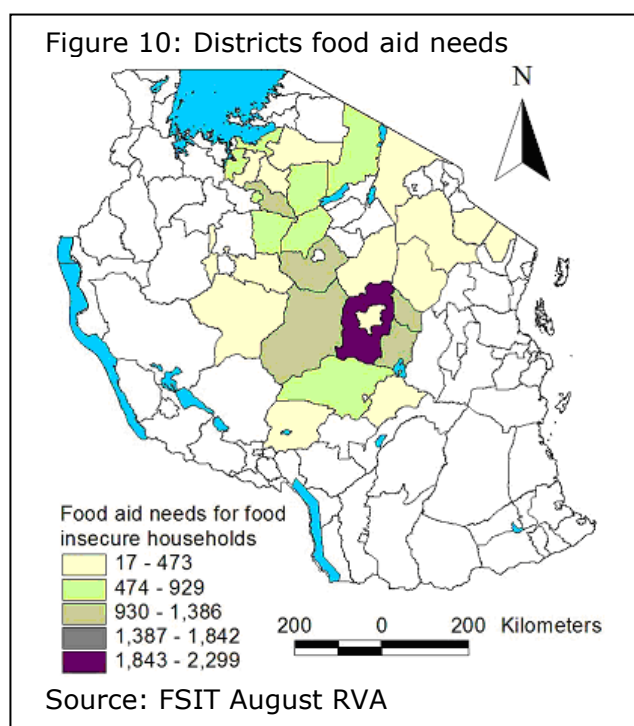 Figure 10: Districts food aid needs
N
Food aid needs for food
insecure households
17 - 473
474 - 929
930 - 1,386
1,387 - 1,842
1,843 - 2,299
200 0 200 Kilometers
Source: FSIT August RVA